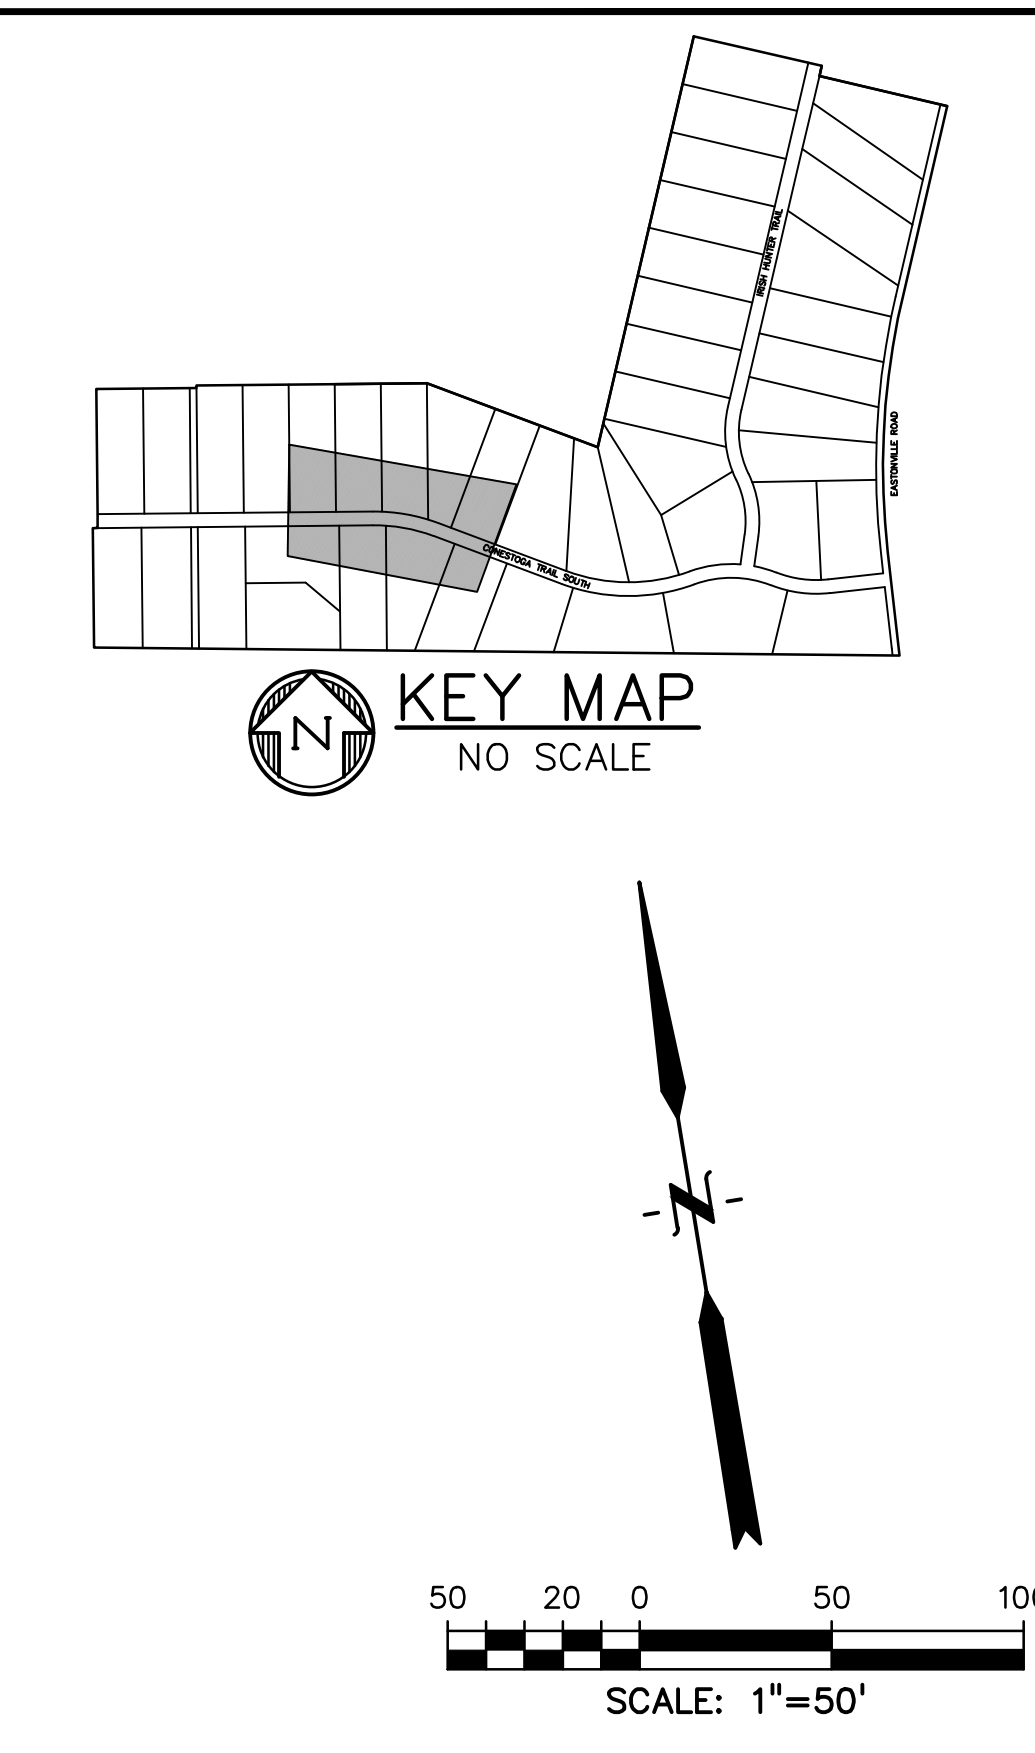 IRISH HUNTER TRAIL
EASTONVILLE ROAD
CONESTOGA TRAIL SOUTH
N
KEY MAP
NO SCALE
N
50 20 0 50 100
SCALE: 1"=50'